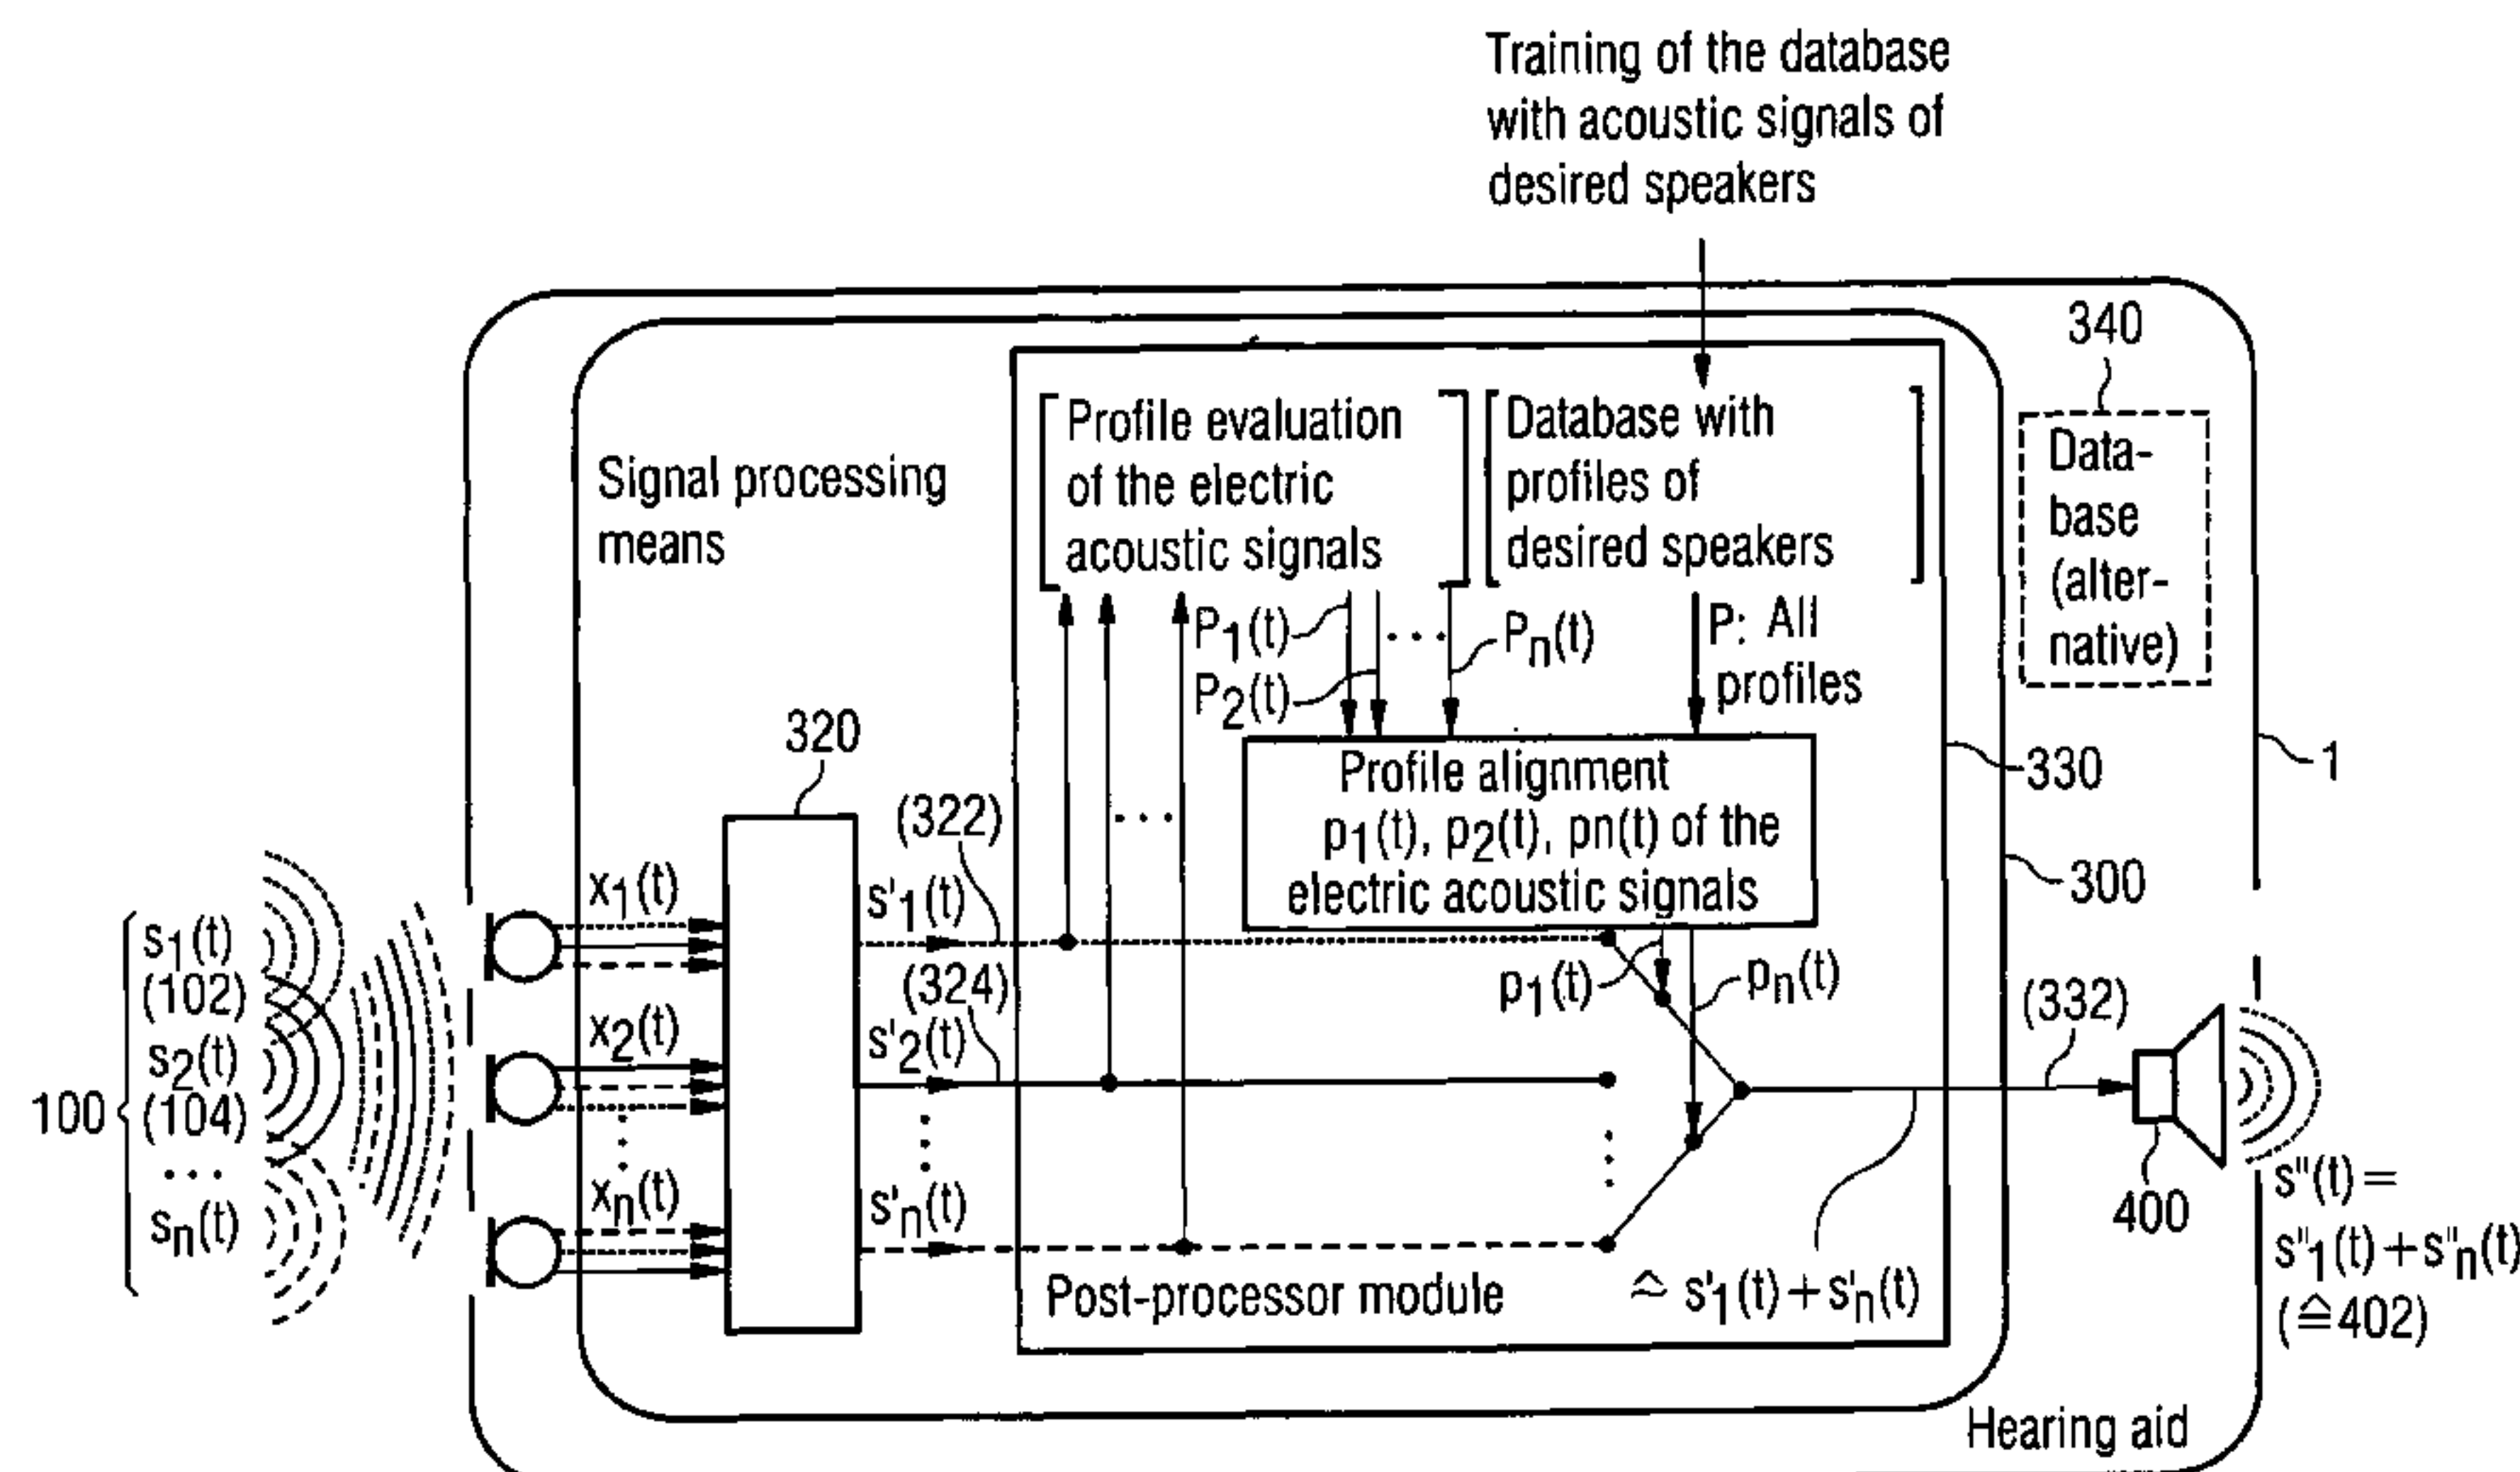 Training of the database
with acoustic signals of
desired speakers
340
Data-
base
(alter-
native)
Profile evaluation
of the electric
acoustic signals
Database with
profiles of
desired speakers
Signal processing
means
P1(t)
P2(t)
...
Pn(t)
P: All
profiles
320
330
1
300
Profile alignment
p1(t), p2(t), pn(t) of the
electric acoustic signals
(322)
...
x1(t)
s'1(t)
(324)
p1(t)
pn(t)
(332)
x2(t)
s'2(t)
xn(t)
s'n(t)
100
s1(t)
(102)
s2(t)
(104)
...
sn(t)
400
s''(t) =
s''1(t)+s''n(t)
(≙402)
Post-processor module
≙ s'1(t)+s'n(t)
Hearing aid